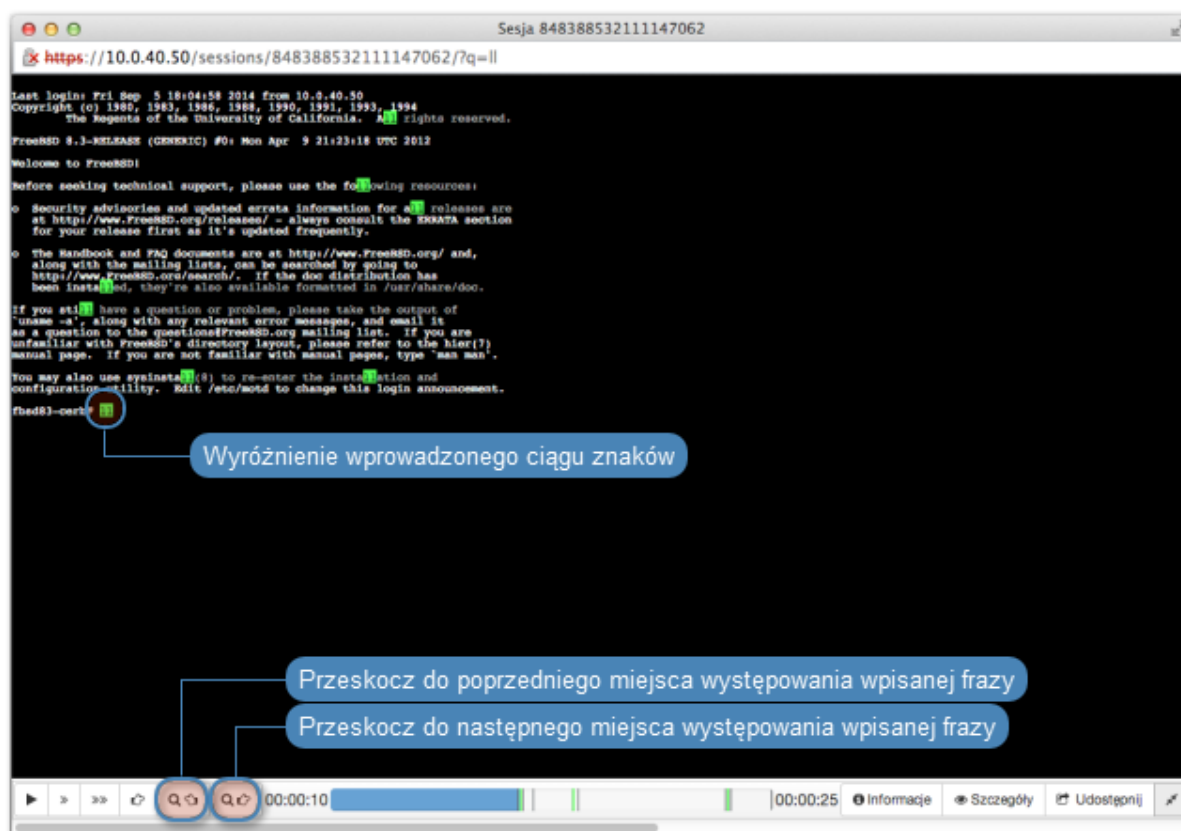 Sesja 848388532111147062
https://10.0.40.50/sessions/848388532111147062/?q=ll
Last login: Fri Sep  5 18:04:58 2014 from 10.0.40.50
Copyright (c) 1980, 1983, 1986, 1988, 1990, 1991, 1993, 1994
The Regents of the University of California.  All rights reserved.
FreeBSD 8.3-RELEASE (GENERIC) #0: Mon Apr  9 21:23:18 UTC 2012
Welcome to FreeBSD!
Before seeking technical support, please use the following resources:
o  Security advisories and updated errata information for all releases are
at http://www.FreeBSD.org/releases/ - always consult the ERRATA section
for your release first as it's updated frequently.
o  The Handbook and FAQ documents are at http://www.FreeBSD.org/ and,
along with the mailing lists, can be searched by going to
http://www.FreeBSD.org/search/.  If the doc distribution has
been installed, they're also available formatted in /usr/share/doc.
If you still have a question or problem, please take the output of
`uname -a', along with any relevant error messages, and email it
as a question to the questions@FreeBSD.org mailing list.  If you are
unfamiliar with FreeBSD's directory layout, please refer to the hier(7)
manual page.  If you are not familiar with manual pages, type `man man'.
You may also use sysinstall(8) to re-enter the installation and
configuration utility.  Edit /etc/motd to change this login announcement.
fbsd83-cert# ll
Wyróżnienie wprowadzonego ciągu znaków
Przeskocz do poprzedniego miejsca występowania wpisanej frazy
Przeskocz do następnego miejsca występowania wpisanej frazy
00:00:10 00:00:25 Informacje Szczegóły Udostępnij